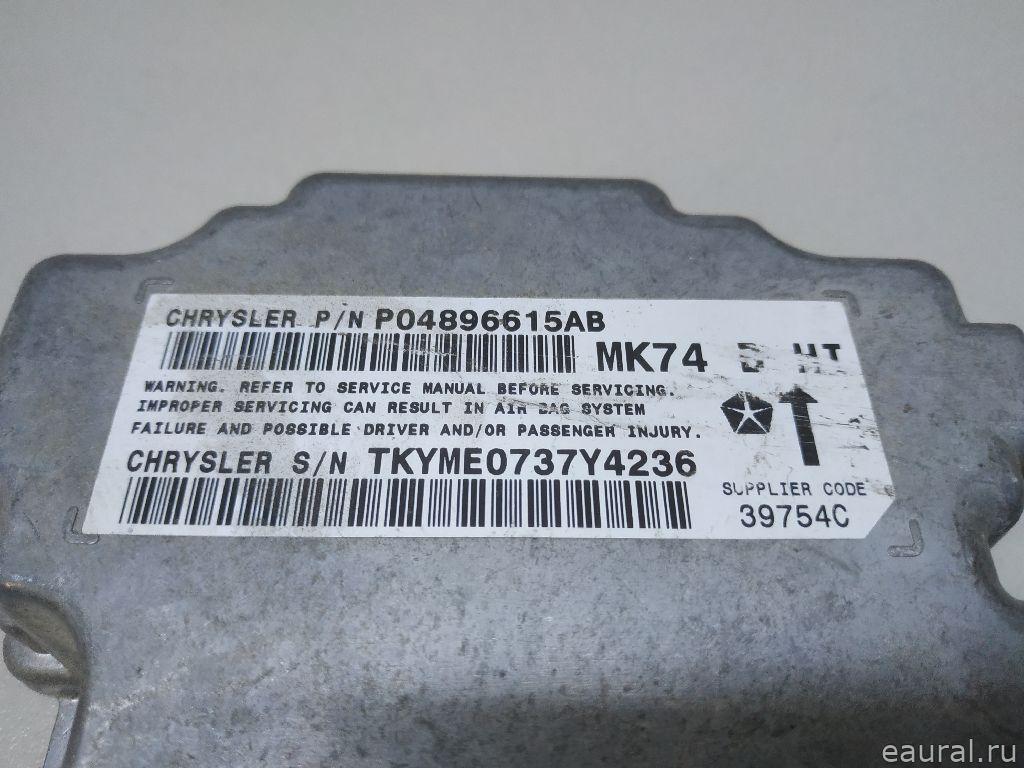 CHRYSLER P/N P04896615AB
MK74
WARNING. REFER TO SERVICE MANUAL BEFORE SERVICING.
IMPROPER SERVICING CAN RESULT IN AIR BAG SYSTEM
FAILURE AND POSSIBLE DRIVER AND/OR PASSENGER INJURY.
CHRYSLER S/N TKYME0737Y4236
SUPPLIER CODE
39754C
eaural.ru